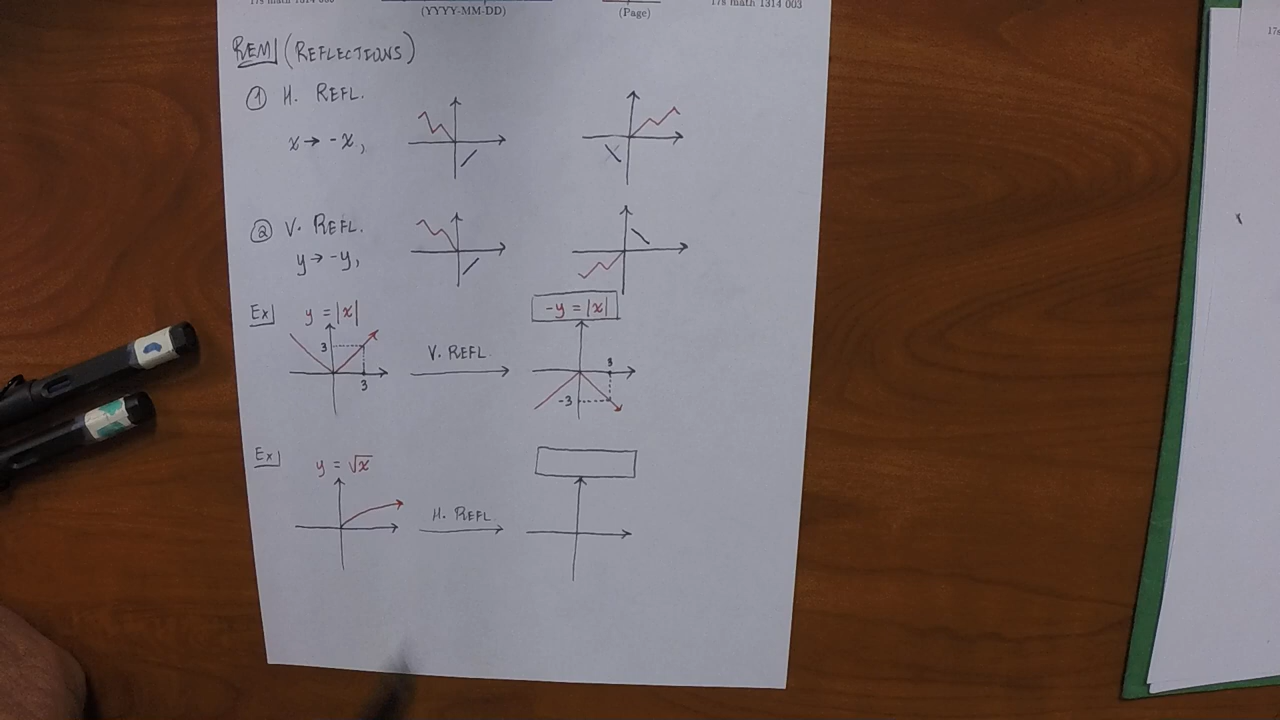 (YYYY-MM-DD)
(Page)
17s math 1314 003
REM (REFLECTIONS)
① H. REFL.
x → -x,
② V. REFL.
y → -y,
Ex
y = |x|
3
3
V. REFL.
-y = |x|
3
-3
Ex
y = √x
H. REFL.
17s